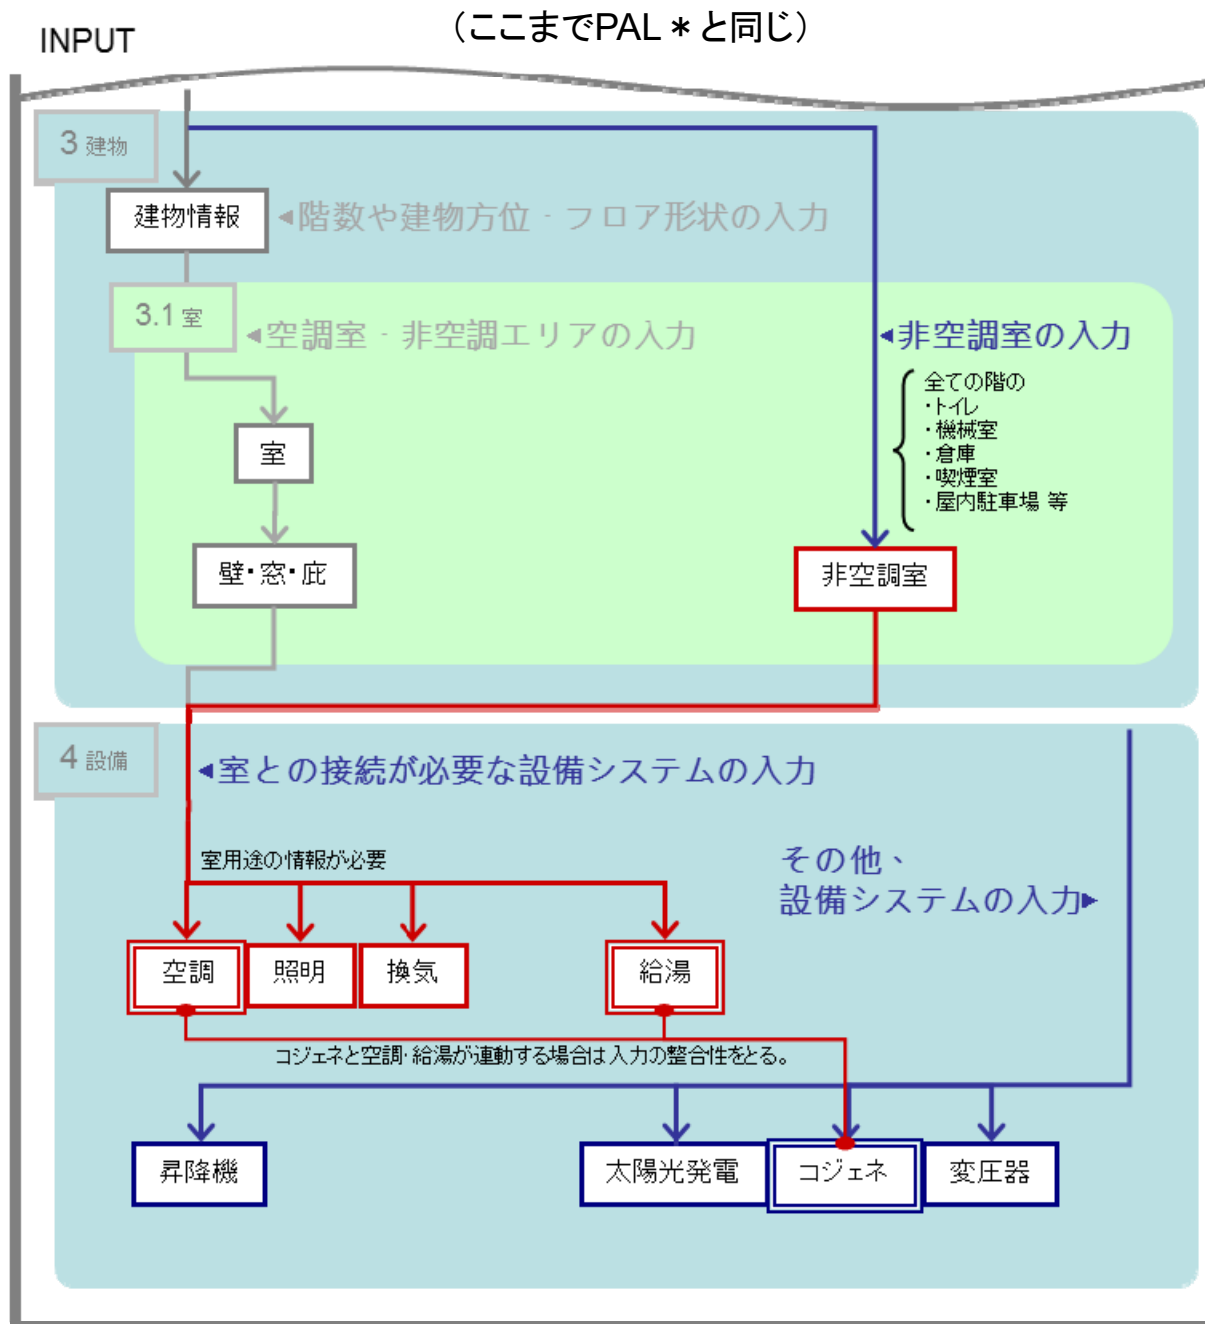 (ここまでPAL＊と同じ)
INPUT
3 建物
建物情報
◄階数や建物方位‐フロア形状の入力
3.1 室
◄空調室‐非空調エリアの入力
◄非空調室の入力
全ての階の
・トイレ
・機械室
・倉庫
・喫煙室
・屋内駐車場 等
室
壁・窓・庇
非空調室
4 設備
◄室との接続が必要な設備システムの入力
室用途の情報が必要
その他、
設備システムの入力►
空調
照明
換気
給湯
コジェネと空調・給湯が連動する場合は入力の整合性をとる。
昇降機
太陽光発電
コジェネ
変圧器